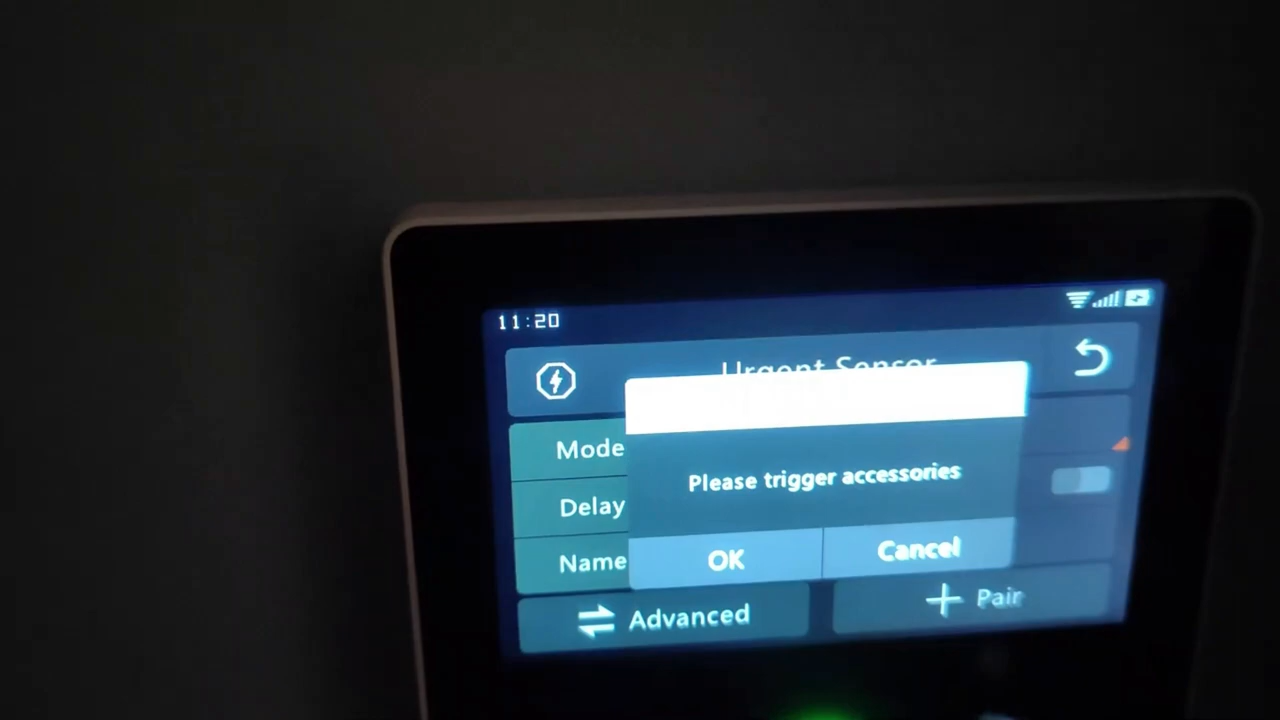 11:20
Urgent Sensor
Mode
Please trigger accessories
Delay
OK
Cancel
Name
Advanced
Pair